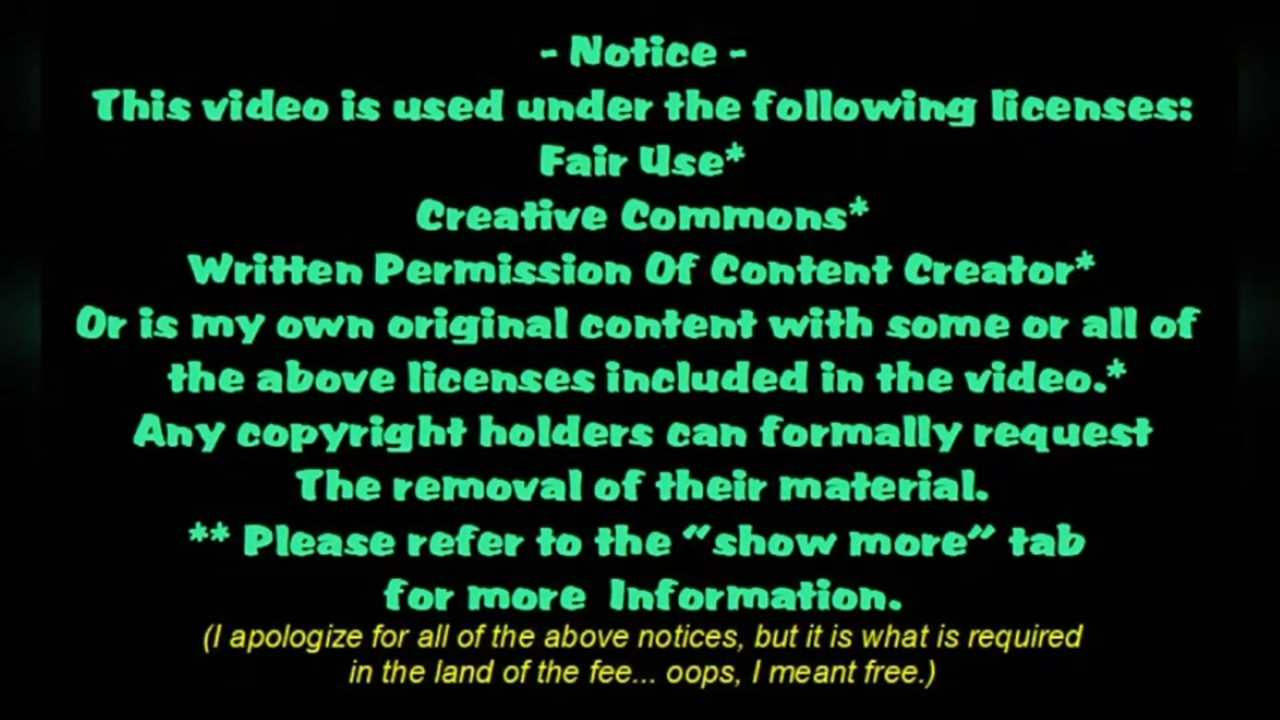 - Notice -
This video is used under the following licenses:
Fair Use*
Creative Commons*
Written Permission Of Content Creator*
Or is my own original content with some or all of
the above licenses included in the video.*
Any copyright holders can formally request
The removal of their material.
** Please refer to the “show more” tab
for more Information.
(I apologize for all of the above notices, but it is what is required
in the land of the fee... oops, I meant free.)